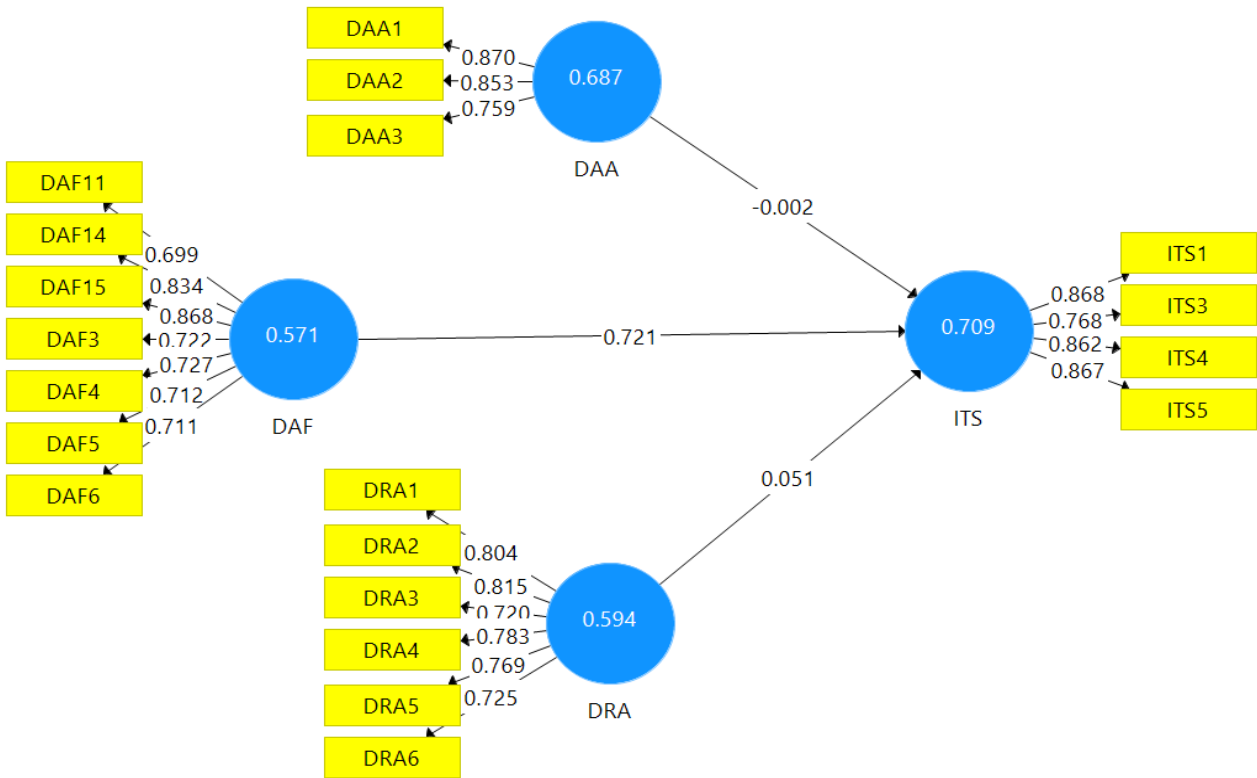 DAA1
DAA2
DAA3
0.870
0.853
0.759
0.687
DAA
-0.002
DAF11
DAF14
DAF15
DAF3
DAF4
DAF5
DAF6
0.699
0.834
0.868
0.722
0.727
0.712
0.711
0.571
DAF
0.721
0.709
ITS
0.868
0.768
0.862
0.867
ITS1
ITS3
ITS4
ITS5
0.051
DRA1
DRA2
DRA3
DRA4
DRA5
DRA6
0.804
0.815
0.720
0.783
0.769
0.725
0.594
DRA